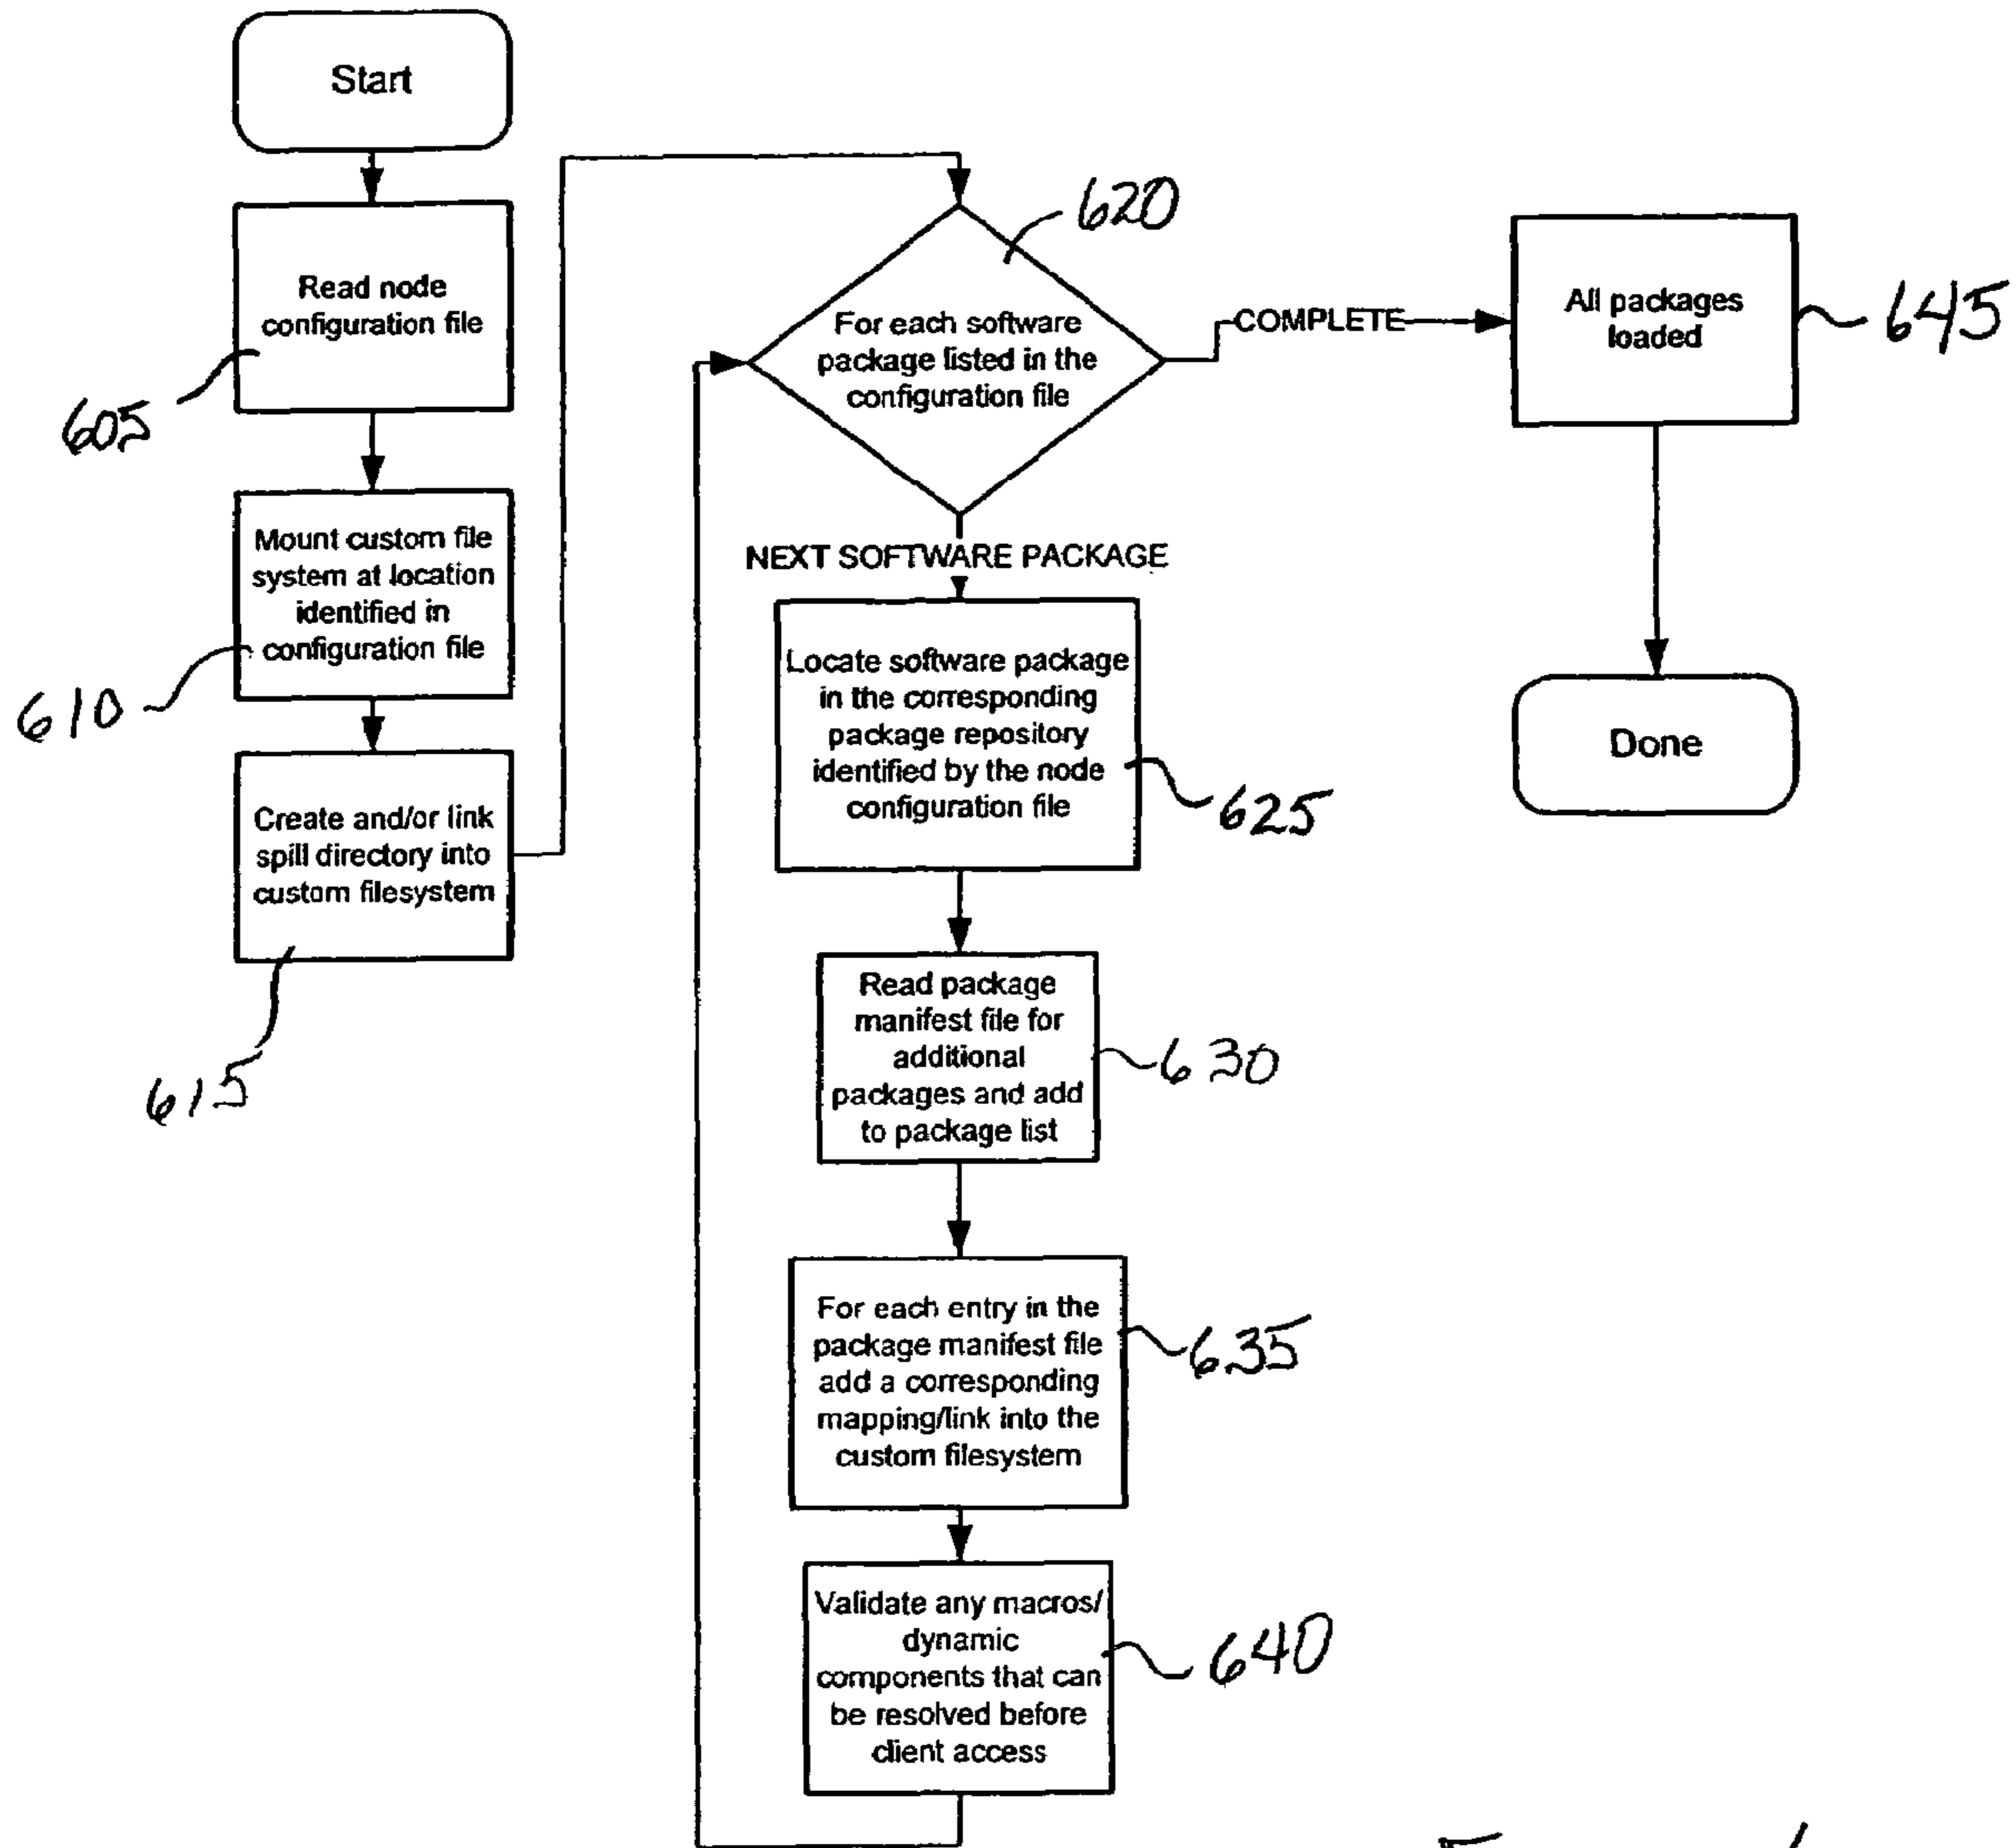 Start
Read node
configuration file
605
Mount custom file
system at location
identified in
configuration file
610
Create and/or link
spill directory into
custom filesystem
615
620
For each software
package listed in the
configuration file
COMPLETE
All packages
loaded
645
Done
NEXT SOFTWARE PACKAGE
Locate software package
in the corresponding
package repository
identified by the node
configuration file
625
Read package
manifest file for
additional
packages and add
to package list
630
For each entry in the
package manifest file
add a corresponding
mapping/link into the
custom filesystem
635
Validate any macros/
dynamic
components that can
be resolved before
client access
640